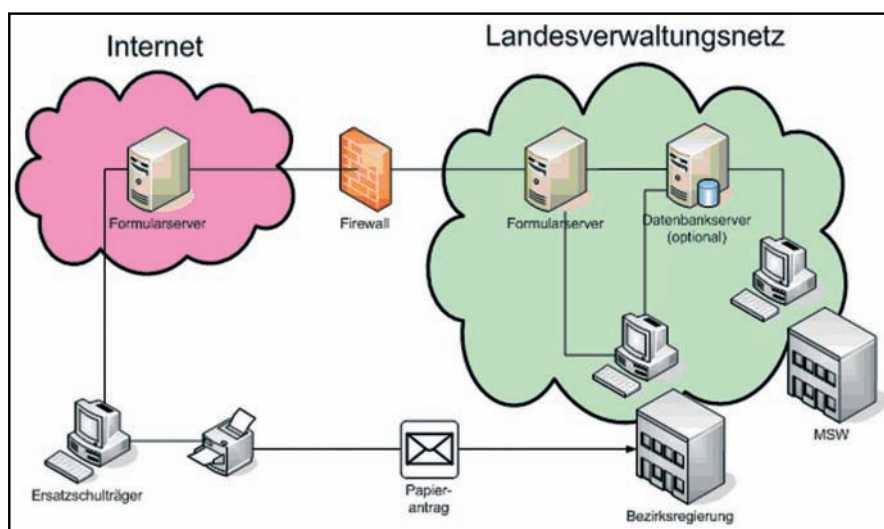 Internet
Landesverwaltungsnetz
Formularserver
Firewall
Formularserver
Datenbankserver
(optional)
MSW
Ersatzschulträger
Papier-
antrag
Bezirksregierung